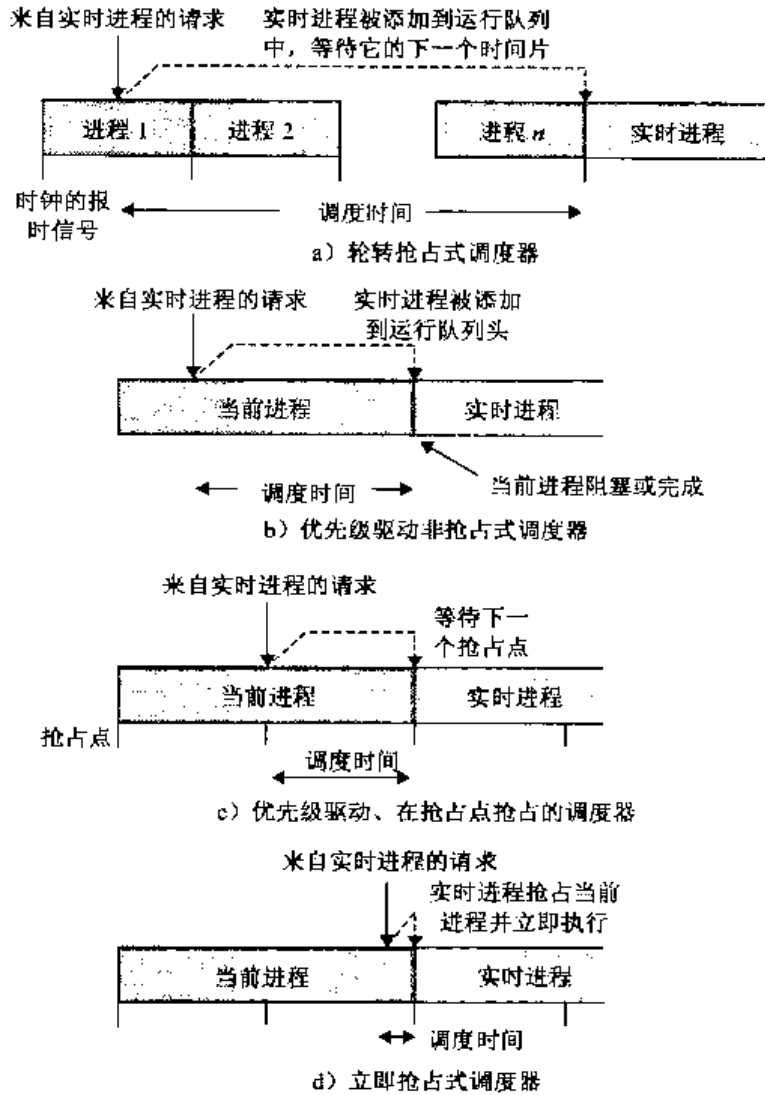 来自实时进程的请求
实时进程被添加到运行队列
中，等待它的下一个时间片
进程 1
进程 2
进程 n
实时进程
时钟的报
时信号
调度时间
a）轮转抢占式调度器
来自实时进程的请求
实时进程被添加
到运行队列头
当前进程
实时进程
调度时间
当前进程阻塞或完成
b）优先级驱动非抢占式调度器
来自实时进程的请求
等待下一
个抢占点
当前进程
实时进程
抢占点
调度时间
c）优先级驱动、在抢占点抢占的调度器
来自实时进程的请求
实时进程抢占当前
进程并立即执行
当前进程
实时进程
调度时间
d）立即抢占式调度器